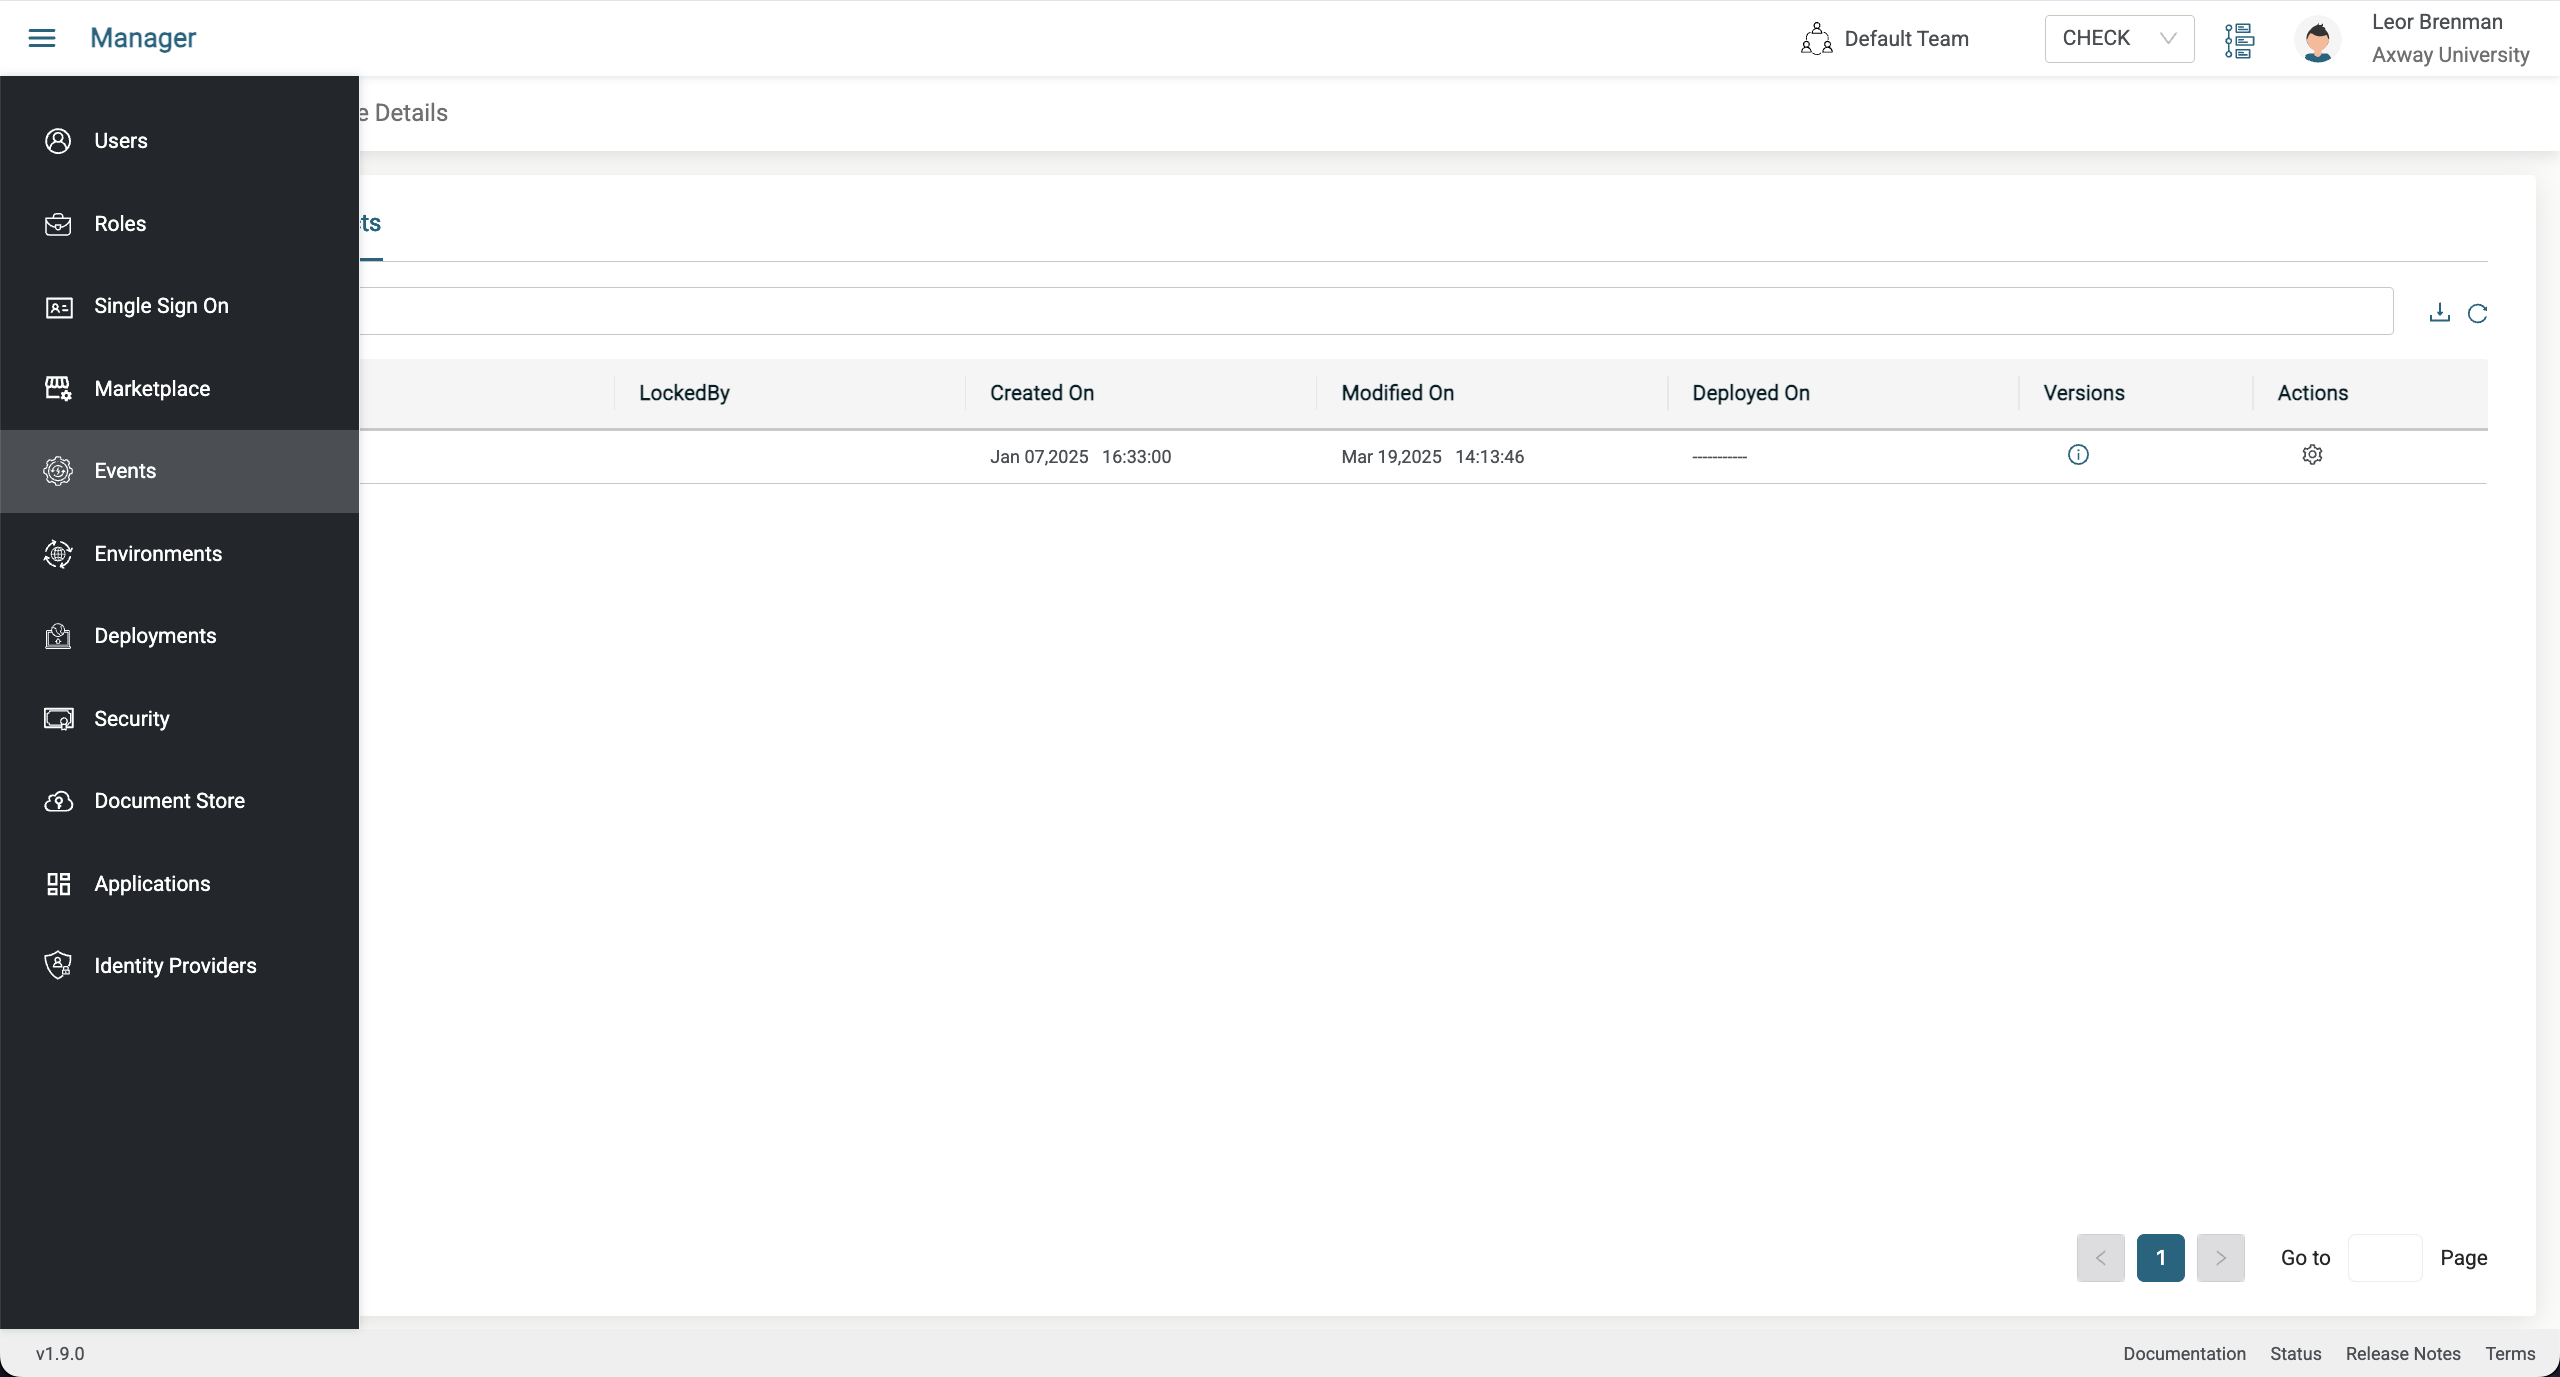 Manager
Default Team
CHECK
Leor Brenman
Axway University
Users
Roles
Single Sign On
Marketplace
Events
Environments
Deployments
Security
Document Store
Applications
Identity Providers
e Details
ts
LockedBy Created On Modified On Deployed On Versions Actions
Jan 07,2025 16:33:00 Mar 19,2025 14:13:46 -----------
< 1 > Go to Page
v1.9.0
Documentation Status Release Notes Terms